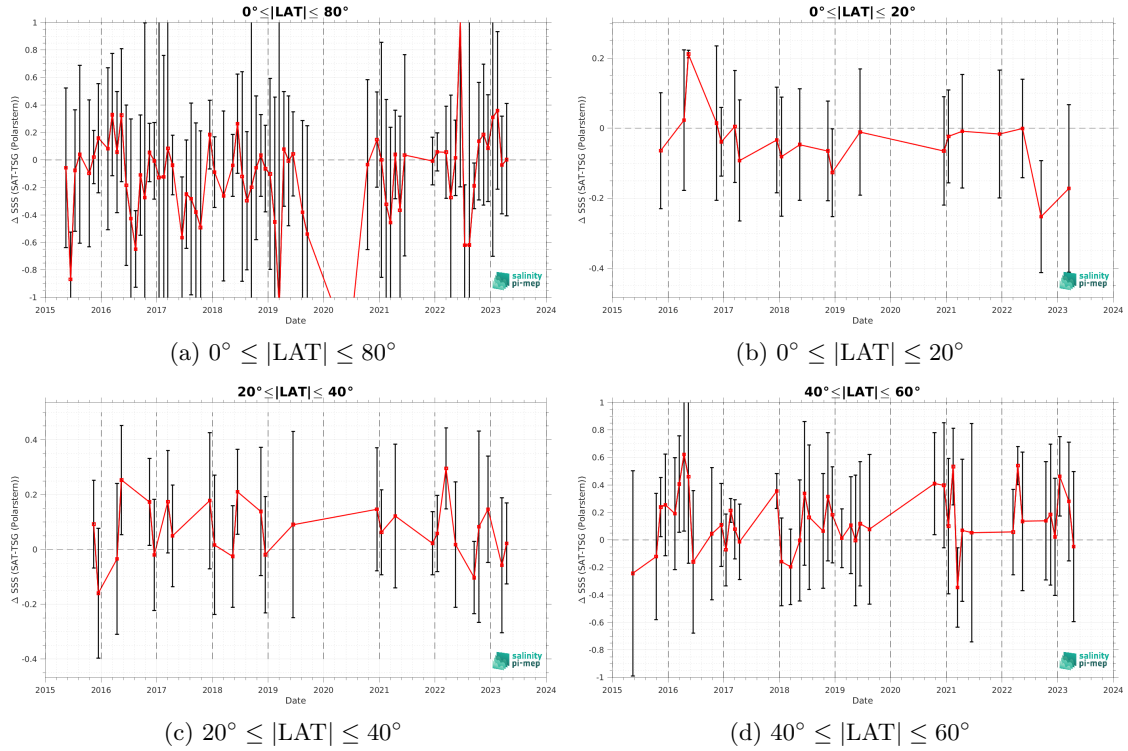 0°≤|LAT|≤ 80°
Δ SSS (SAT-TSG (Polarstern))
1
0.8
0.6
0.4
0.2
0
-0.2
-0.4
-0.6
-0.8
-1
2015 2016 2017 2018 2019 2020 2021 2022 2023 2024
Date
salinity
pi-mep
(a) 0° ≤ |LAT| ≤ 80°
0°≤|LAT|≤ 20°
Δ SSS (SAT-TSG (Polarstern))
0.2
0
-0.2
-0.4
2015 2016 2017 2018 2019 2020 2021 2022 2023 2024
Date
salinity
pi-mep
(b) 0° ≤ |LAT| ≤ 20°
20°≤|LAT|≤ 40°
Δ SSS (SAT-TSG (Polarstern))
0.4
0.2
0
-0.2
-0.4
2015 2016 2017 2018 2019 2020 2021 2022 2023 2024
Date
salinity
pi-mep
(c) 20° ≤ |LAT| ≤ 40°
40°≤|LAT|≤ 60°
Δ SSS (SAT-TSG (Polarstern))
1
0.8
0.6
0.4
0.2
0
-0.2
-0.4
-0.6
-0.8
-1
2015 2016 2017 2018 2019 2020 2021 2022 2023 2024
Date
salinity
pi-mep
(d) 40° ≤ |LAT| ≤ 60°